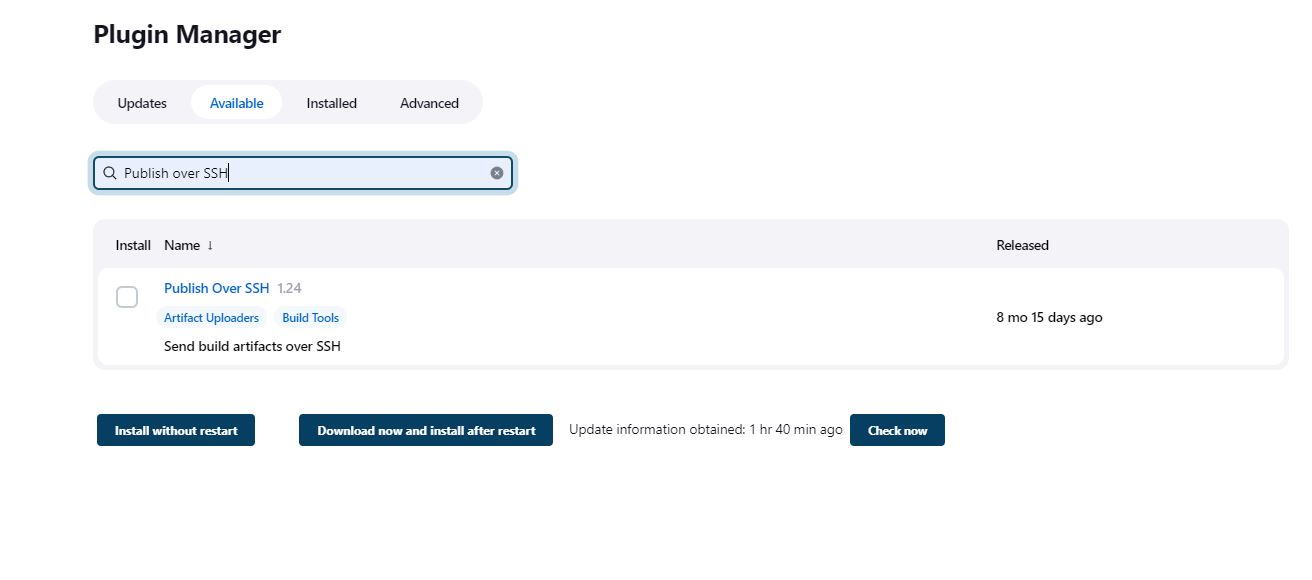 Plugin Manager
Updates Available Installed Advanced
Publish over SSH
Install Name ↓ Released
Publish Over SSH 1.24
Artifact Uploaders Build Tools
8 mo 15 days ago
Send build artifacts over SSH
Install without restart Download now and install after restart Update information obtained: 1 hr 40 min ago Check now